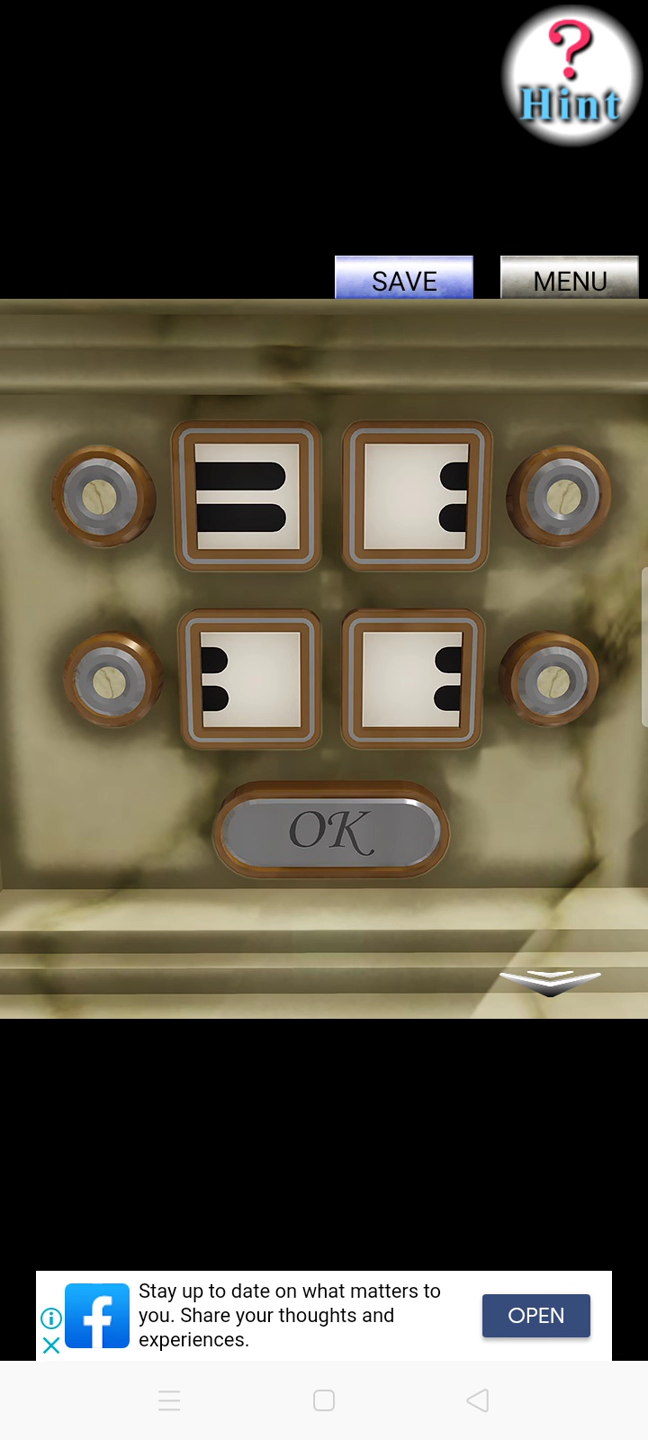 ?
Hint
SAVE
MENU
OK
Stay up to date on what matters to
you. Share your thoughts and
experiences.
OPEN